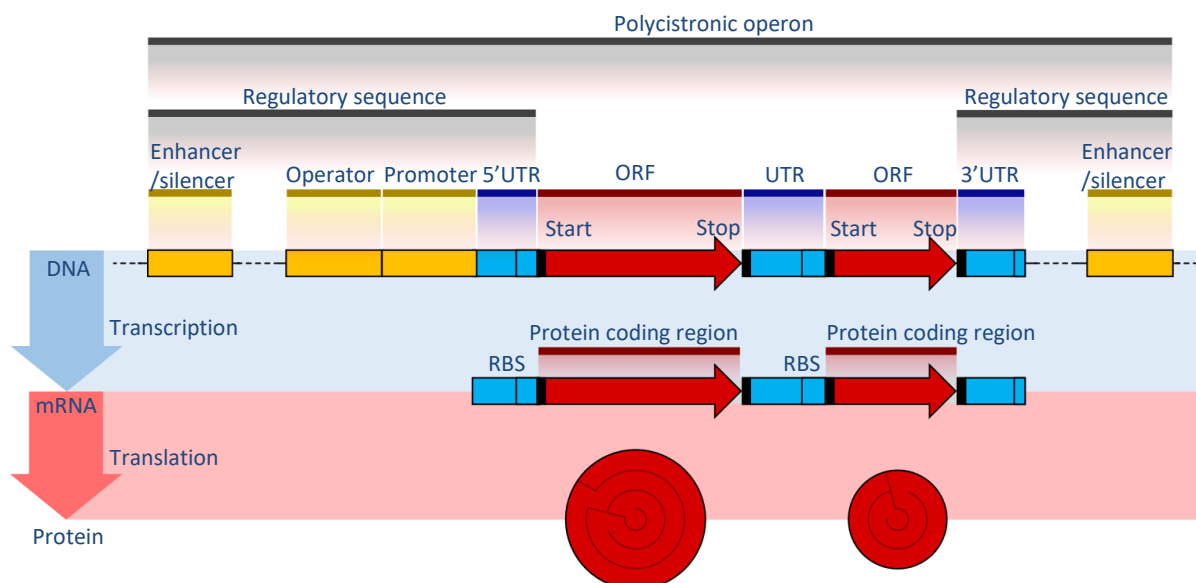 Polycistronic operon
Regulatory sequence
Regulatory sequence
Enhancer
/silencer
Operator
Promoter
5’UTR
ORF
UTR
ORF
3’UTR
Enhancer
/silencer
Start
Stop
Start
Stop
DNA
Transcription
Protein coding region
Protein coding region
RBS
RBS
mRNA
Translation
Protein